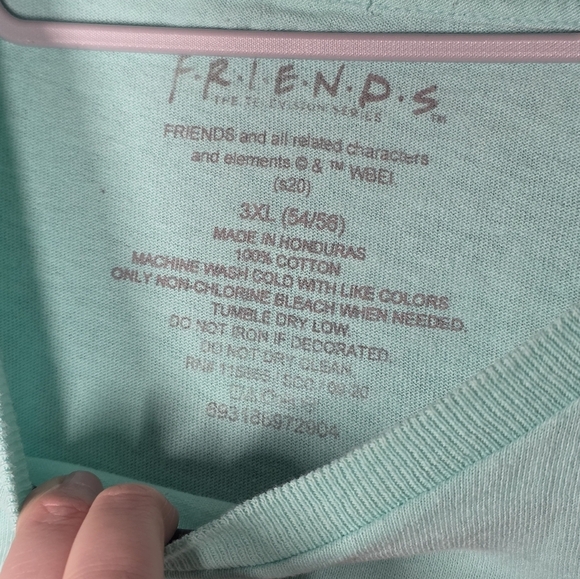 F·R·I·E·N·D·S ™
THE TELEVISION SERIES
FRIENDS and all related characters
and elements © & ™ WBEI.
(s20)
3XL (54/56)
MADE IN HONDURAS
100% COTTON
MACHINE WASH COLD WITH LIKE COLORS
ONLY NON-CHLORINE BLEACH WHEN NEEDED.
TUMBLE DRY LOW.
DO NOT IRON IF DECORATED.
DO NOT DRY CLEAN.